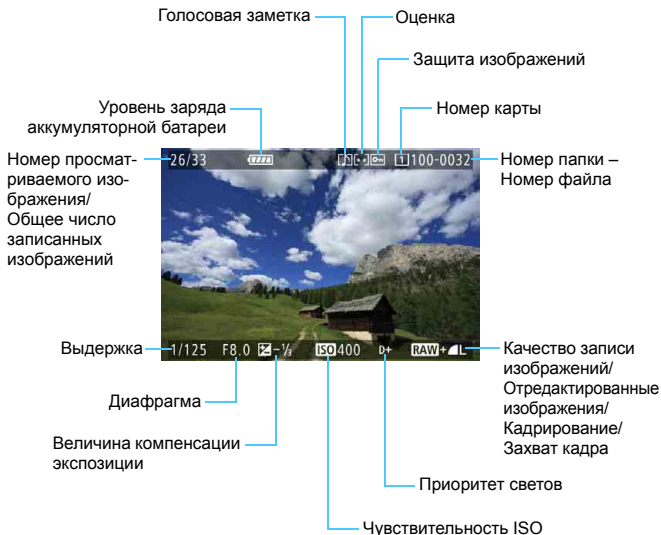 Голосовая заметка
Оценка
Защита изображений
Уровень заряда
аккумуляторной батареи
Номер карты
Номер просмат-
риваемого изо-
бражения/
Общее число
записанных
изображений
26/33
1
100-0032
Номер папки –
Номер файла
Выдержка
1/125
F8.0
-⅓
ISO 400
D+
RAW+
L
Качество записи
изображений/
Отредактированные
изображения/
Кадрирование/
Захват кадра
Диафрагма
Величина компенсации
экспозиции
Приоритет светов
Чувствительность ISO